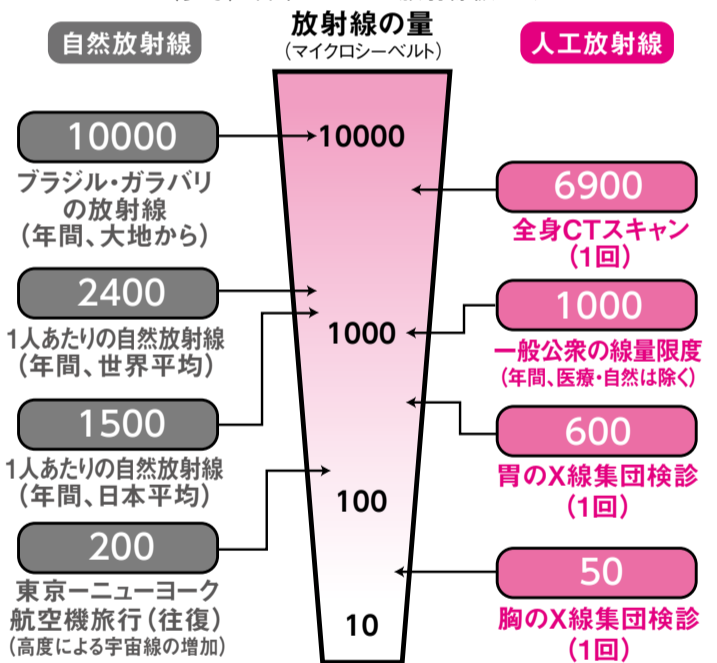 放射線の量
(マイクロシーベルト)
自然放射線
人工放射線
10000
ブラジル・ガラバリ
の放射線
(年間、大地から)
2400
1人あたりの自然放射線
(年間、世界平均)
1500
1人あたりの自然放射線
(年間、日本平均)
200
東京ーニューヨーク
航空機旅行(往復)
(高度による宇宙線の増加)
10000
1000
100
10
6900
全身CTスキャン
(1回)
1000
一般公衆の線量限度
(年間、医療・自然は除く)
600
胃のX線集団検診
(1回)
50
胸のX線集団検診
(1回)